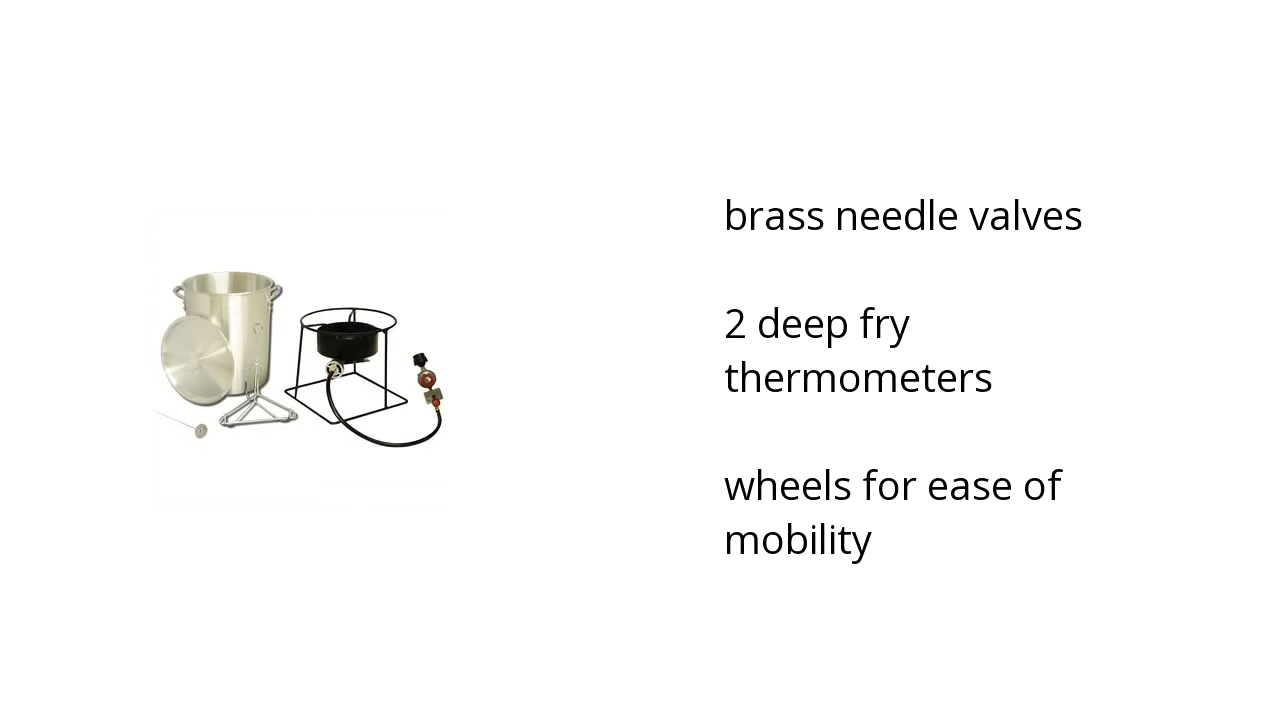 brass needle valves
2 deep fry
thermometers
wheels for ease of
mobility